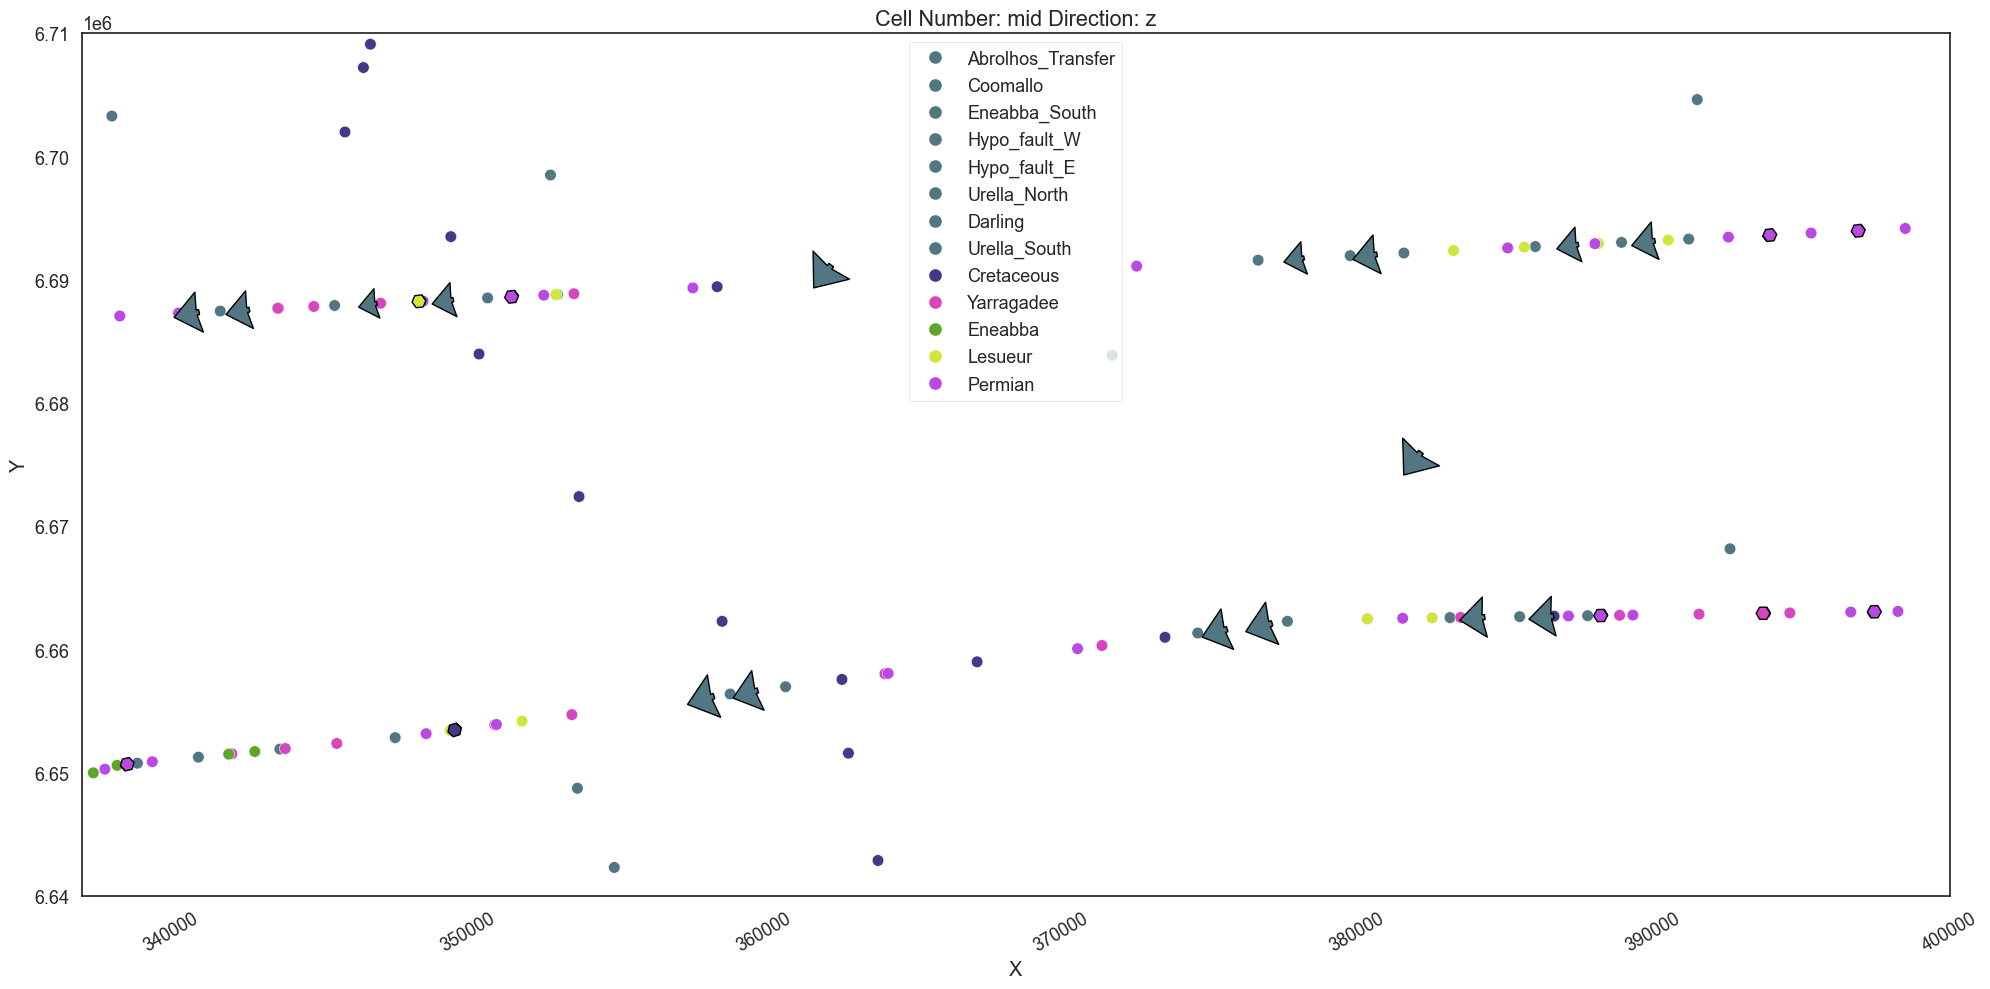 Cell Number: mid Direction: z
1e6
6.71
6.70
6.69
6.68
6.67
6.66
6.65
6.64
Y
Abrolhos_Transfer
Coomallo
Eneabba_South
Hypo_fault_W
Hypo_fault_E
Urella_North
Darling
Urella_South
Cretaceous
Yarragadee
Eneabba
Lesueur
Permian
340000
350000
360000
370000
380000
390000
400000
X